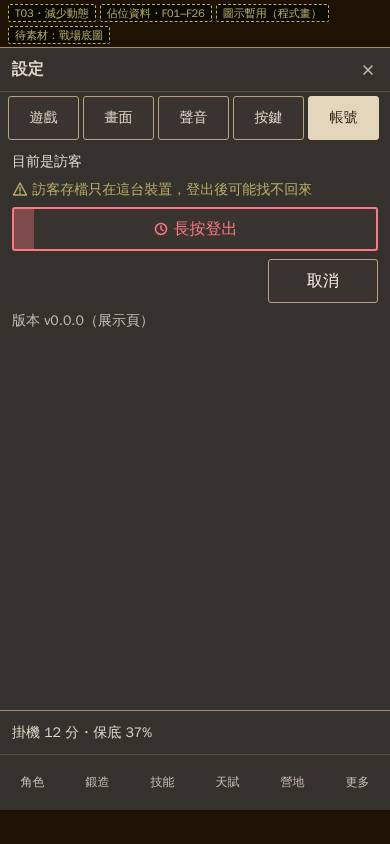 T03・減少動態 佔位資料・F01–F26 圖示暫用（程式畫）
待素材：戰場底圖
設定 ×
遊戲 畫面 聲音 按鍵 帳號
目前是訪客
訪客存檔只在這台裝置，登出後可能找不回來
長按登出
取消
版本 v0.0.0（展示頁）
掛機 12 分・保底 37%
角色 鍛造 技能 天賦 營地 更多